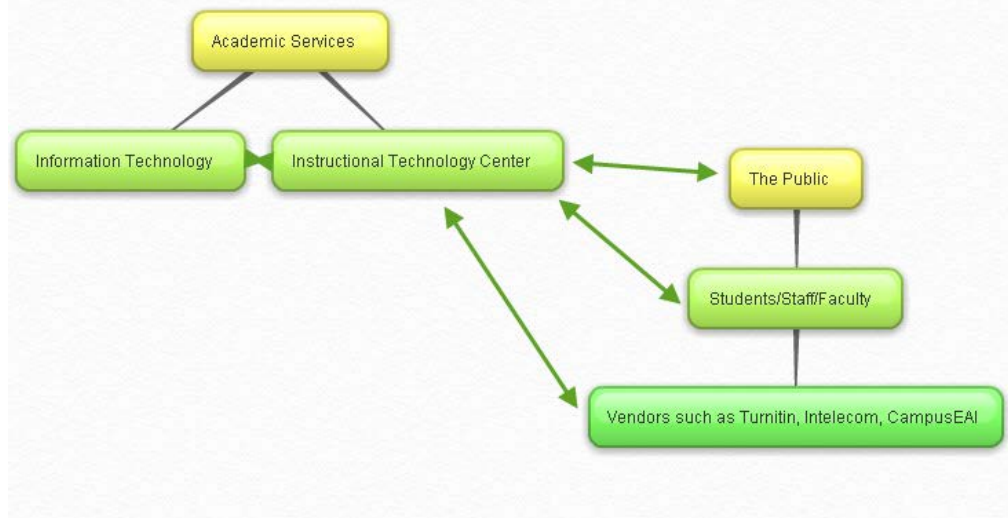 Academic Services
Information Technology
Instructional Technology Center
The Public
Students/Staff/Faculty
Vendors such as Turnitin, Intelecom, CampusEAI